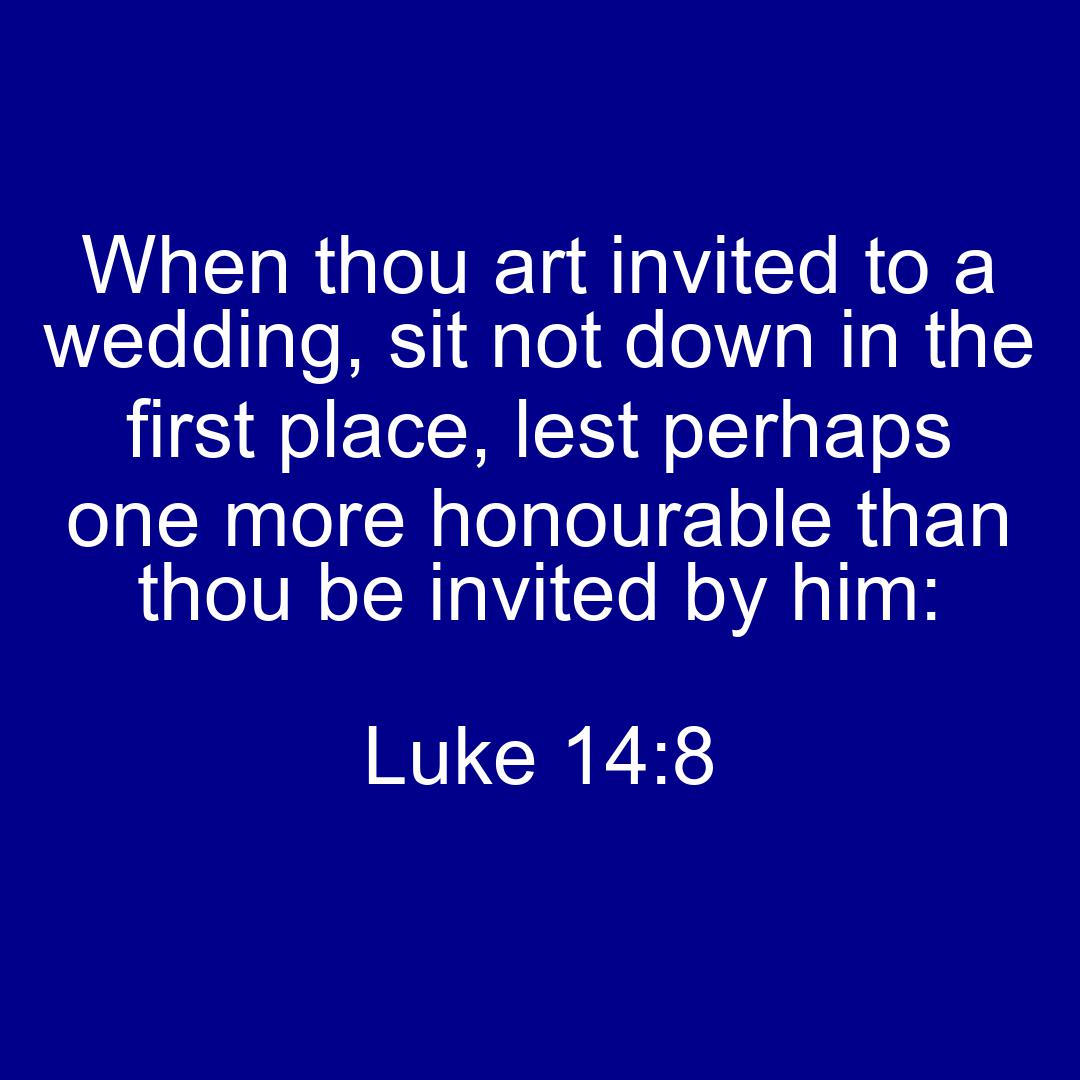 When thou art invited to a
wedding, sit not down in the
first place, lest perhaps
one more honourable than
thou be invited by him:
Luke 14:8